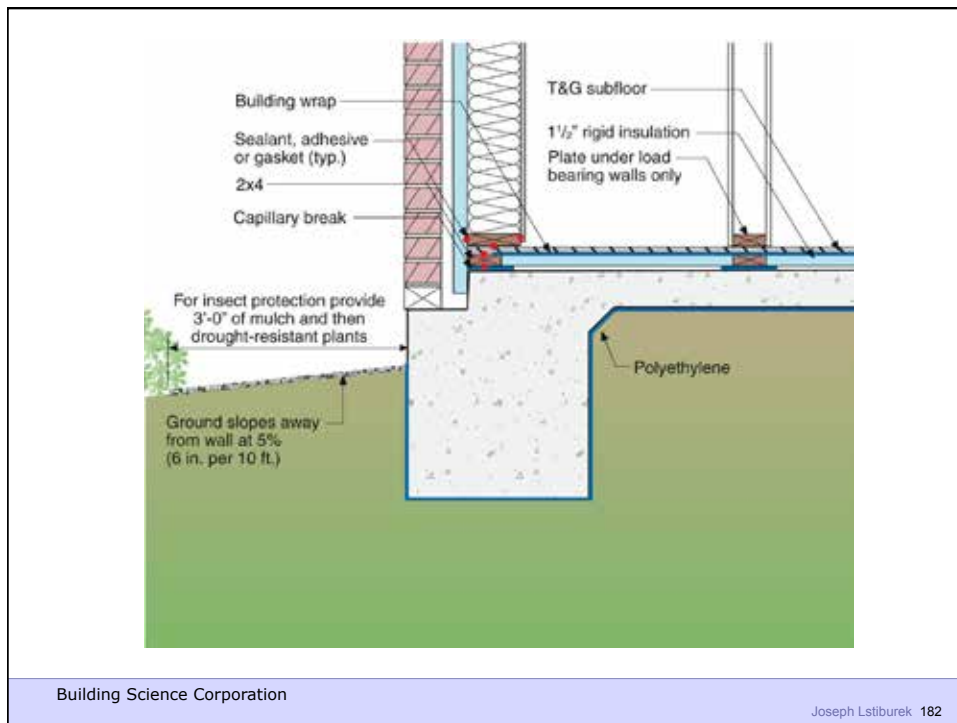 Building wrap
Sealant, adhesive
or gasket (typ.)
2x4
Capillary break
T&G subfloor
1½" rigid insulation
Plate under load
bearing walls only
For insect protection provide
3'-0" of mulch and then
drought-resistant plants
Polyethylene
Ground slopes away
from wall at 5%
(6 in. per 10 ft.)
Building Science Corporation
Joseph Lstiburek 182